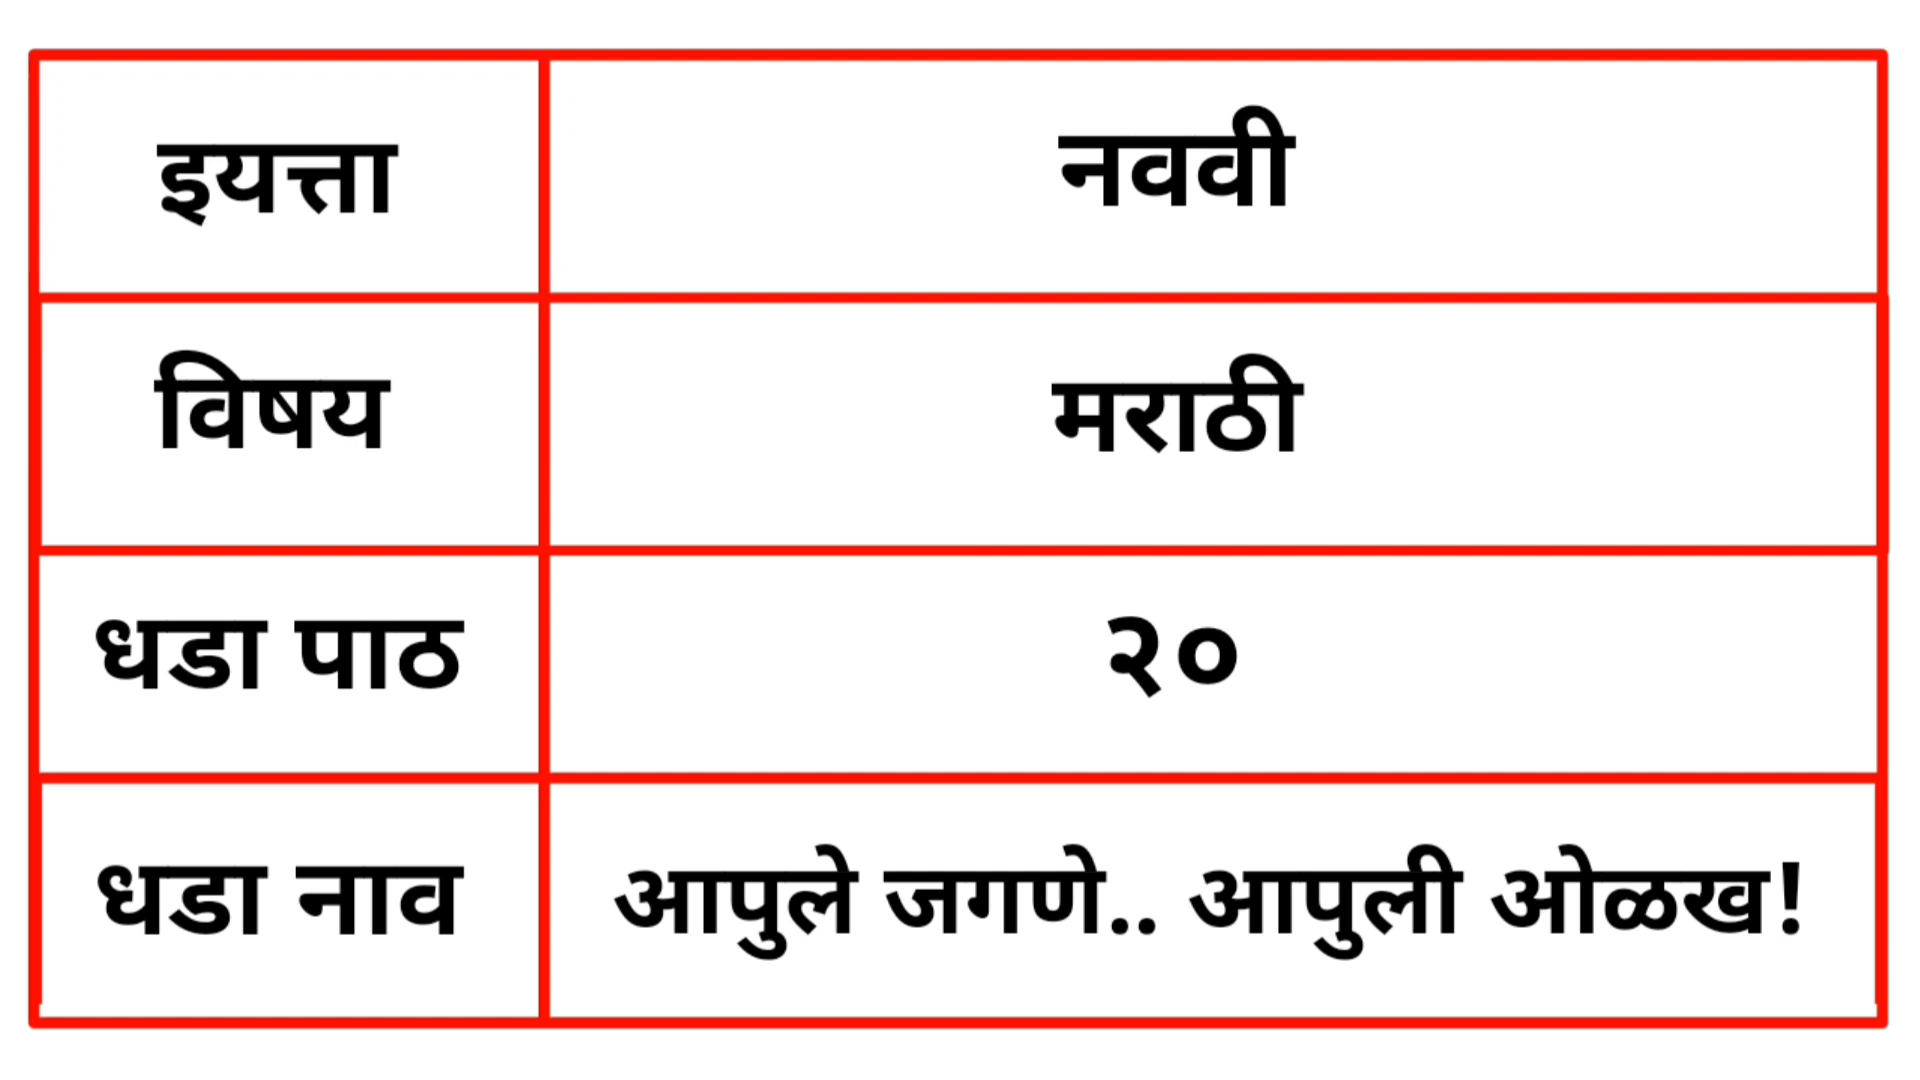 इयत्ता नववी
विषय मराठी
धडा पाठ २०
धडा नाव आपुले जगणे.. आपुली ओळख!